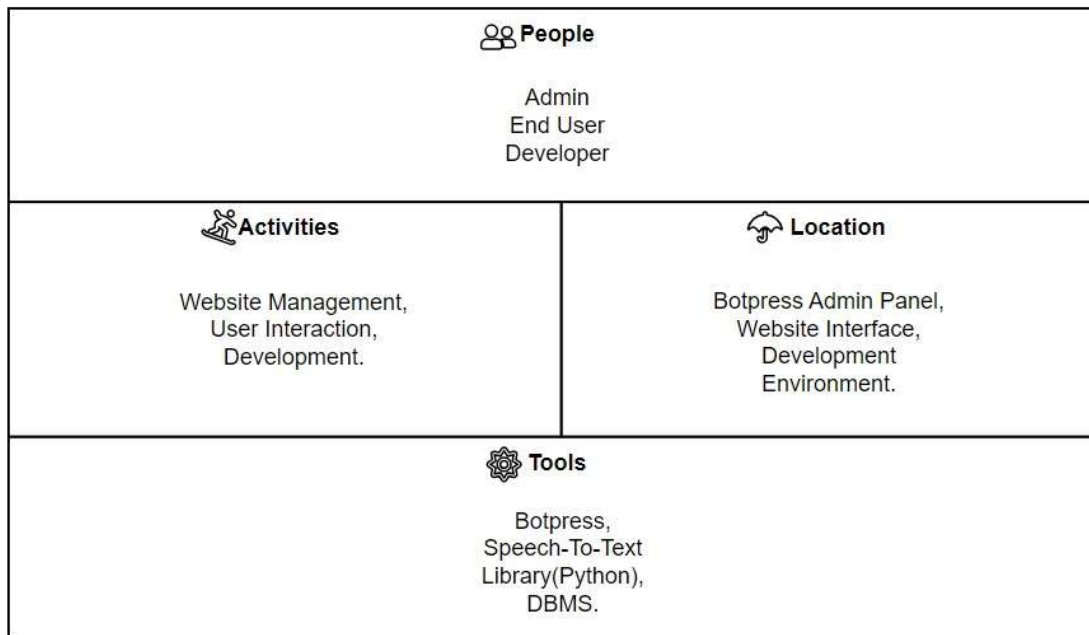 People
Admin
End User
Developer
Activities
Website Management,
User Interaction,
Development.
Location
Botpress Admin Panel,
Website Interface,
Development
Environment.
Tools
Botpress,
Speech-To-Text
Library(Python),
DBMS.